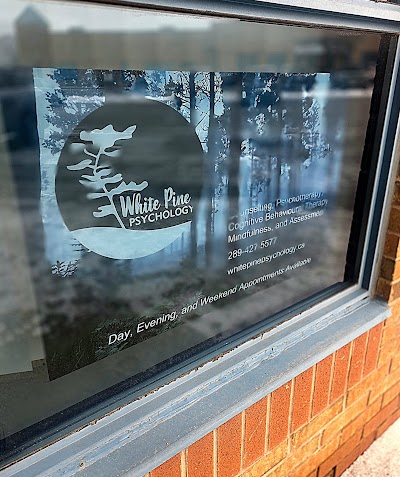 White Pine
PSYCHOLOGY
Counselling, Psychotherapy,
Cognitive Behavioural Therapy
Mindfulness, and Assessment
289-427-5577
whitepinepsychology.ca
Day, Evening, and Weekend Appointments Available